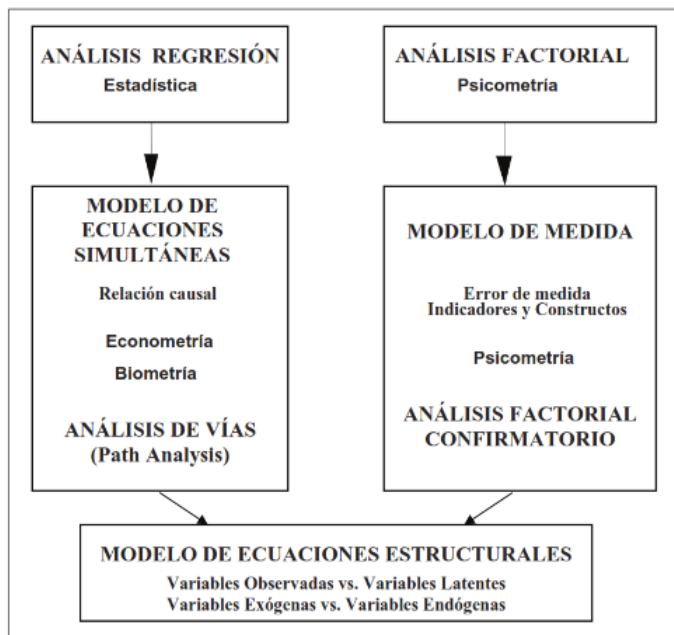 ANÁLISIS REGRESIÓN
Estadística
ANÁLISIS FACTORIAL
Psicometría
MODELO DE
ECUACIONES
SIMULTÁNEAS
Relación causal
Econometría
Biometría
ANÁLISIS DE VÍAS
(Path Analysis)
MODELO DE MEDIDA
Error de medida
Indicadores y Constructos
Psicometría
ANÁLISIS FACTORIAL
CONFIRMATORIO
MODELO DE ECUACIONES ESTRUCTURALES
Variables Observadas vs. Variables Latentes
Variables Exógenas vs. Variables Endógenas